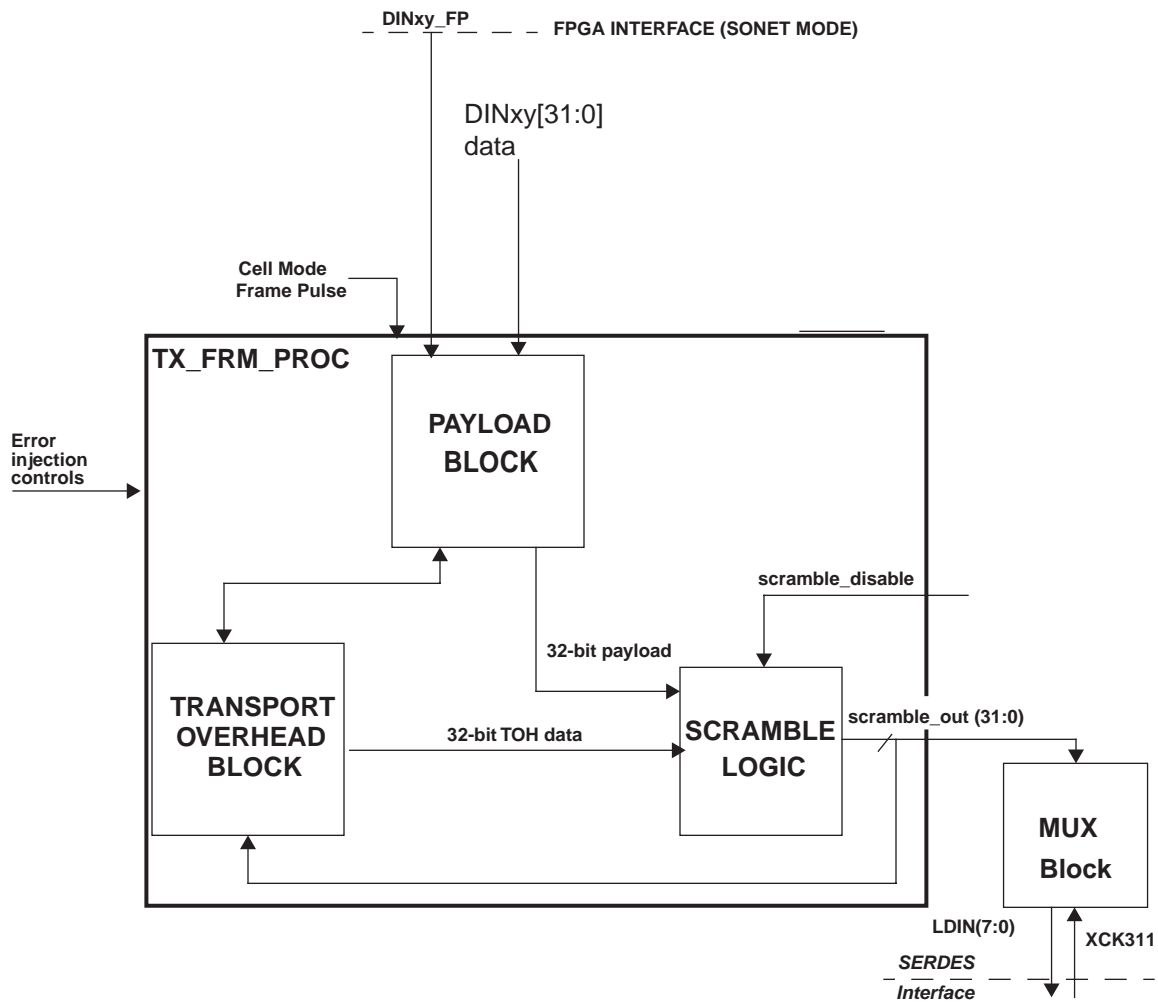 DINxy_FP
FPGA INTERFACE (SONET MODE)
DINxy[31:0]
data
Cell Mode
Frame Pulse
TX_FRM_PROC
PAYLOAD
BLOCK
Error
injection
controls
scramble_disable
32-bit payload
TRANSPORT
OVERHEAD
BLOCK
32-bit TOH data
SCRAMBLE
LOGIC
scramble_out (31:0)
MUX
Block
LDIN(7:0)
XCK311
SERDES
Interface